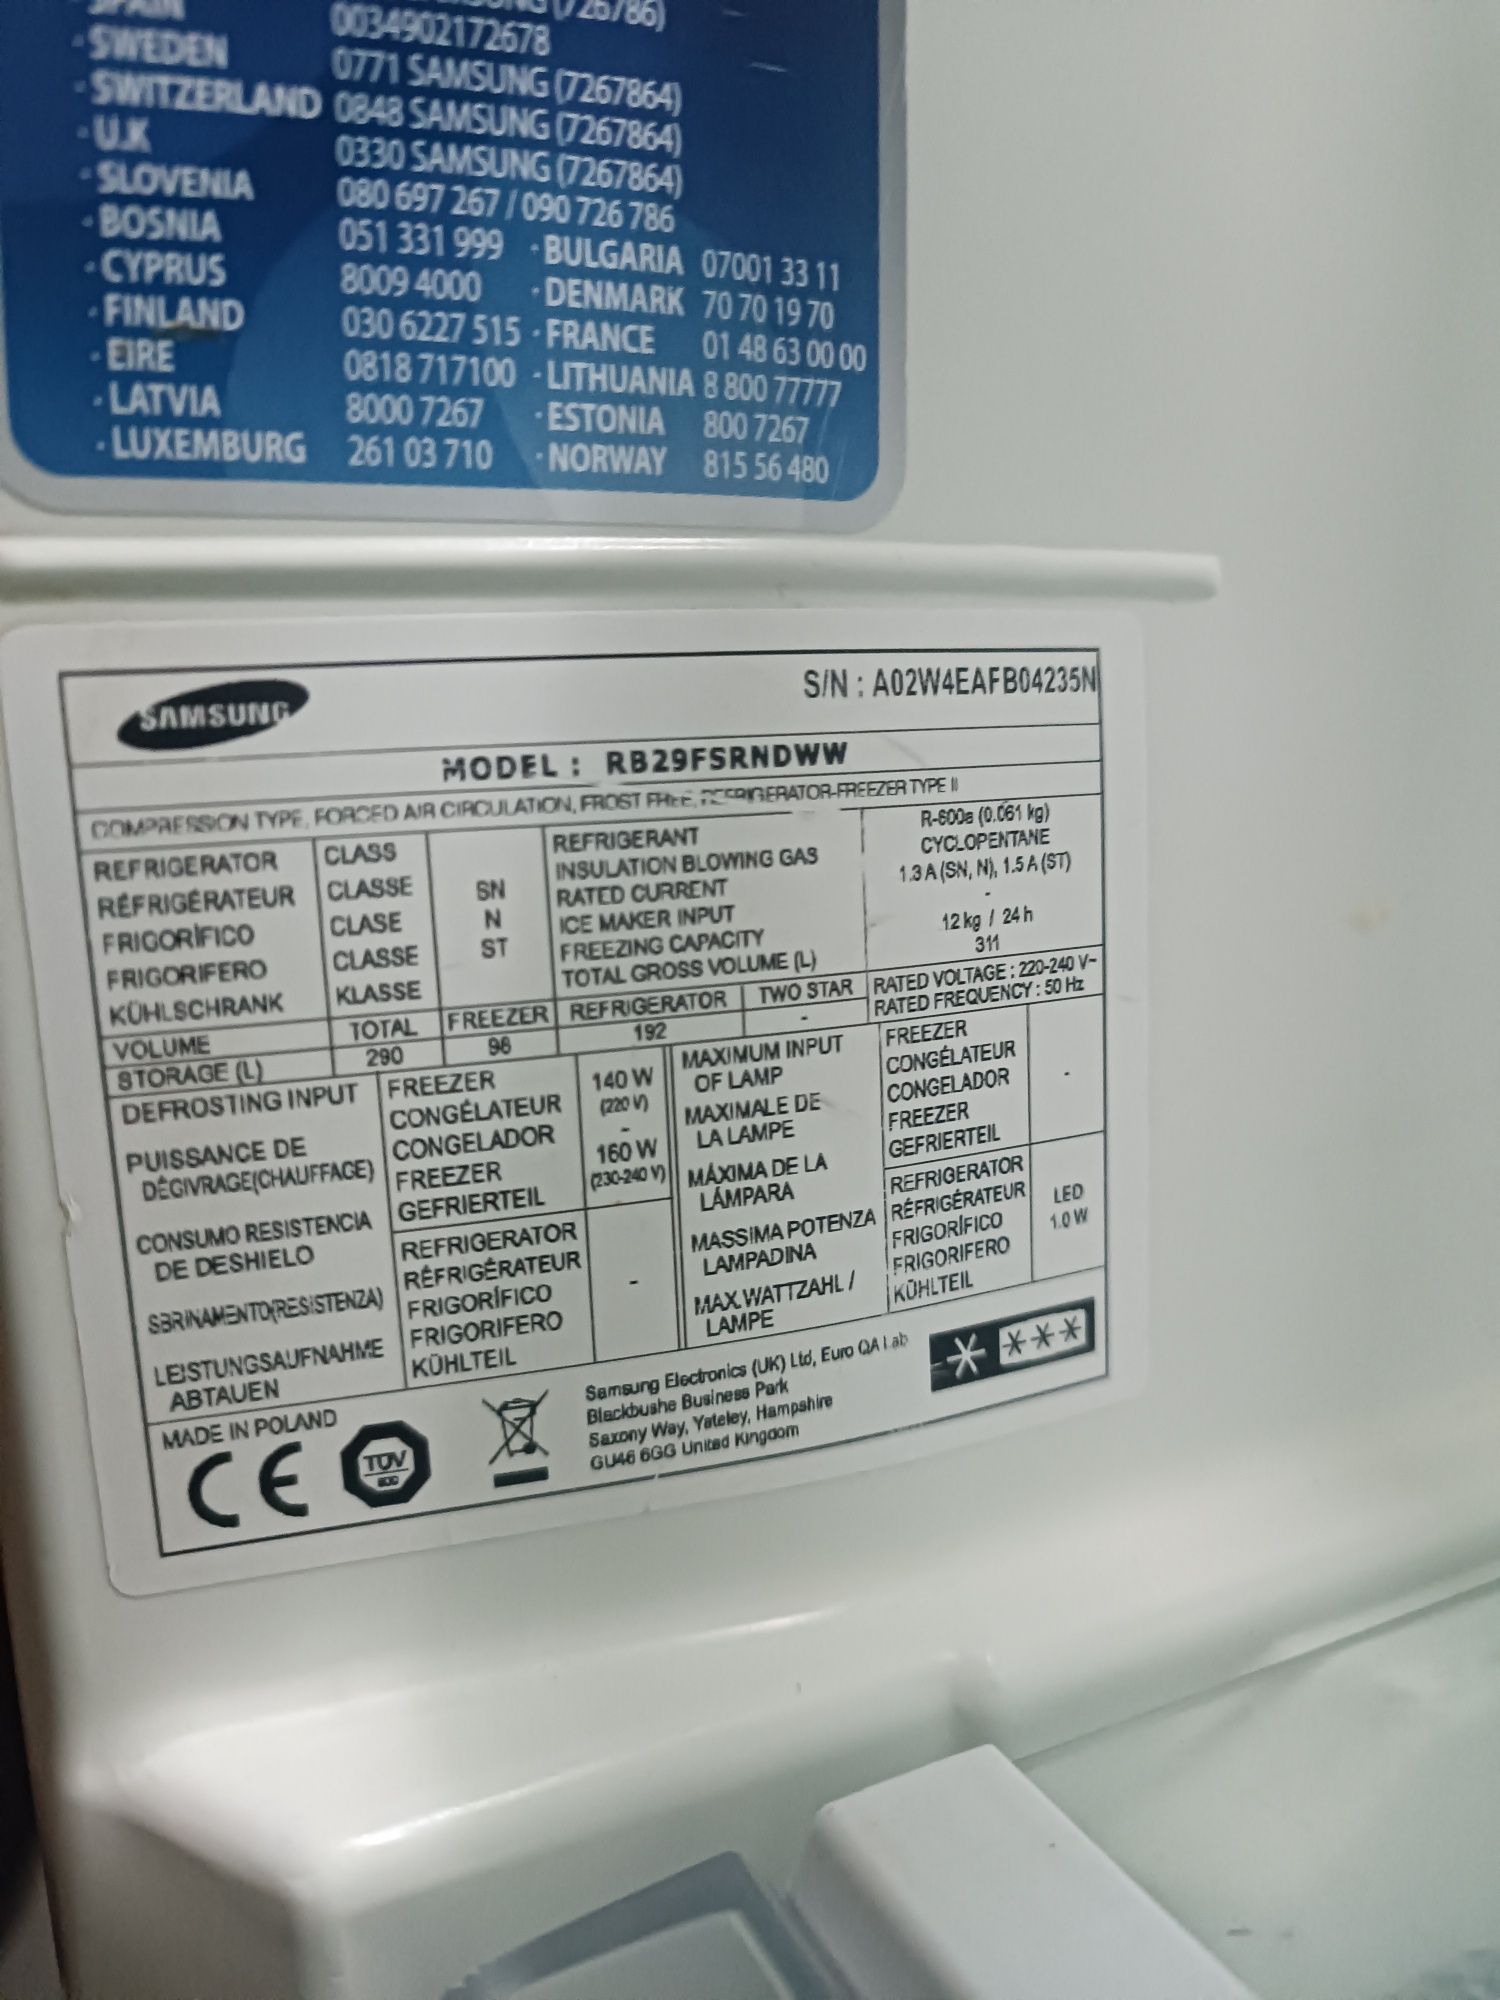 SPAIN 0034902172678
· SWEDEN 0771 SAMSUNG (7267864)
· SWITZERLAND 0848 SAMSUNG (7267864)
· U.K 0330 SAMSUNG (7267864)
· SLOVENIA 080 697 267 / 090 726 786
· BOSNIA 051 331 999 · BULGARIA 07001 33 11
· CYPRUS 8009 4000 · DENMARK 70 70 19 70
· FINLAND 030 6227 515 · FRANCE 01 48 63 00 00
· EIRE 0818 717100 · LITHUANIA 8 800 77777
· LATVIA 8000 7267 · ESTONIA 800 7267
· LUXEMBURG 261 03 710 · NORWAY 815 56 480
SAMSUNG
S/N : A02W4EAFB04235N
MODEL : RB29FSRNDWW
COMPRESSION TYPE, FORCED AIR CIRCULATION, FROST FREE, REFRIGERATOR-FREEZER TYPE II
REFRIGERATOR CLASS
RÉFRIGÉRATEUR CLASSE SN
FRIGORÍFICO CLASE N
FRIGORIFERO CLASSE ST
KÜHLSCHRANK KLASSE
REFRIGERANT R-600a (0.061 kg)
INSULATION BLOWING GAS CYCLOPENTANE
RATED CURRENT 1.3 A (SN, N), 1.5 A (ST)
ICE MAKER INPUT -
FREEZING CAPACITY 12 kg / 24 h
TOTAL GROSS VOLUME (L) 311
VOLUME TOTAL FREEZER REFRIGERATOR TWO STAR
STORAGE (L) 290 98 192 -
RATED VOLTAGE : 220-240 V~
RATED FREQUENCY : 50 Hz
DEFROSTING INPUT
PUISSANCE DE
DÉGIVRAGE(CHAUFFAGE)
CONSUMO RESISTENCIA
DE DESHIELO
SBRINAMENTO(RESISTENZA)
LEISTUNGSAUFNAHME
ABTAUEN
FREEZER
CONGÉLATEUR
CONGELADOR
FREEZER
GEFRIERTEIL
140 W
(220 V)
-
160 W
(230-240 V)
REFRIGERATOR
RÉFRIGÉRATEUR
FRIGORÍFICO
FRIGORIFERO
KÜHLTEIL
-
MAXIMUM INPUT
OF LAMP
MAXIMALE DE
LA LAMPE
MÁXIMA DE LA
LÁMPARA
MASSIMA POTENZA
LAMPADINA
MAX.WATTZAHL /
LAMPE
FREEZER
CONGÉLATEUR
CONGELADOR
FREEZER
GEFRIERTEIL
-
REFRIGERATOR
RÉFRIGÉRATEUR
FRIGORÍFICO
FRIGORIFERO
KÜHLTEIL
LED
1.0 W
MADE IN POLAND
CE
TÜV
Samsung Electronics (UK) Ltd, Euro QA Lab
Blackbushe Business Park
Saxony Way, Yateley, Hampshire
GU46 6GG United Kingdom